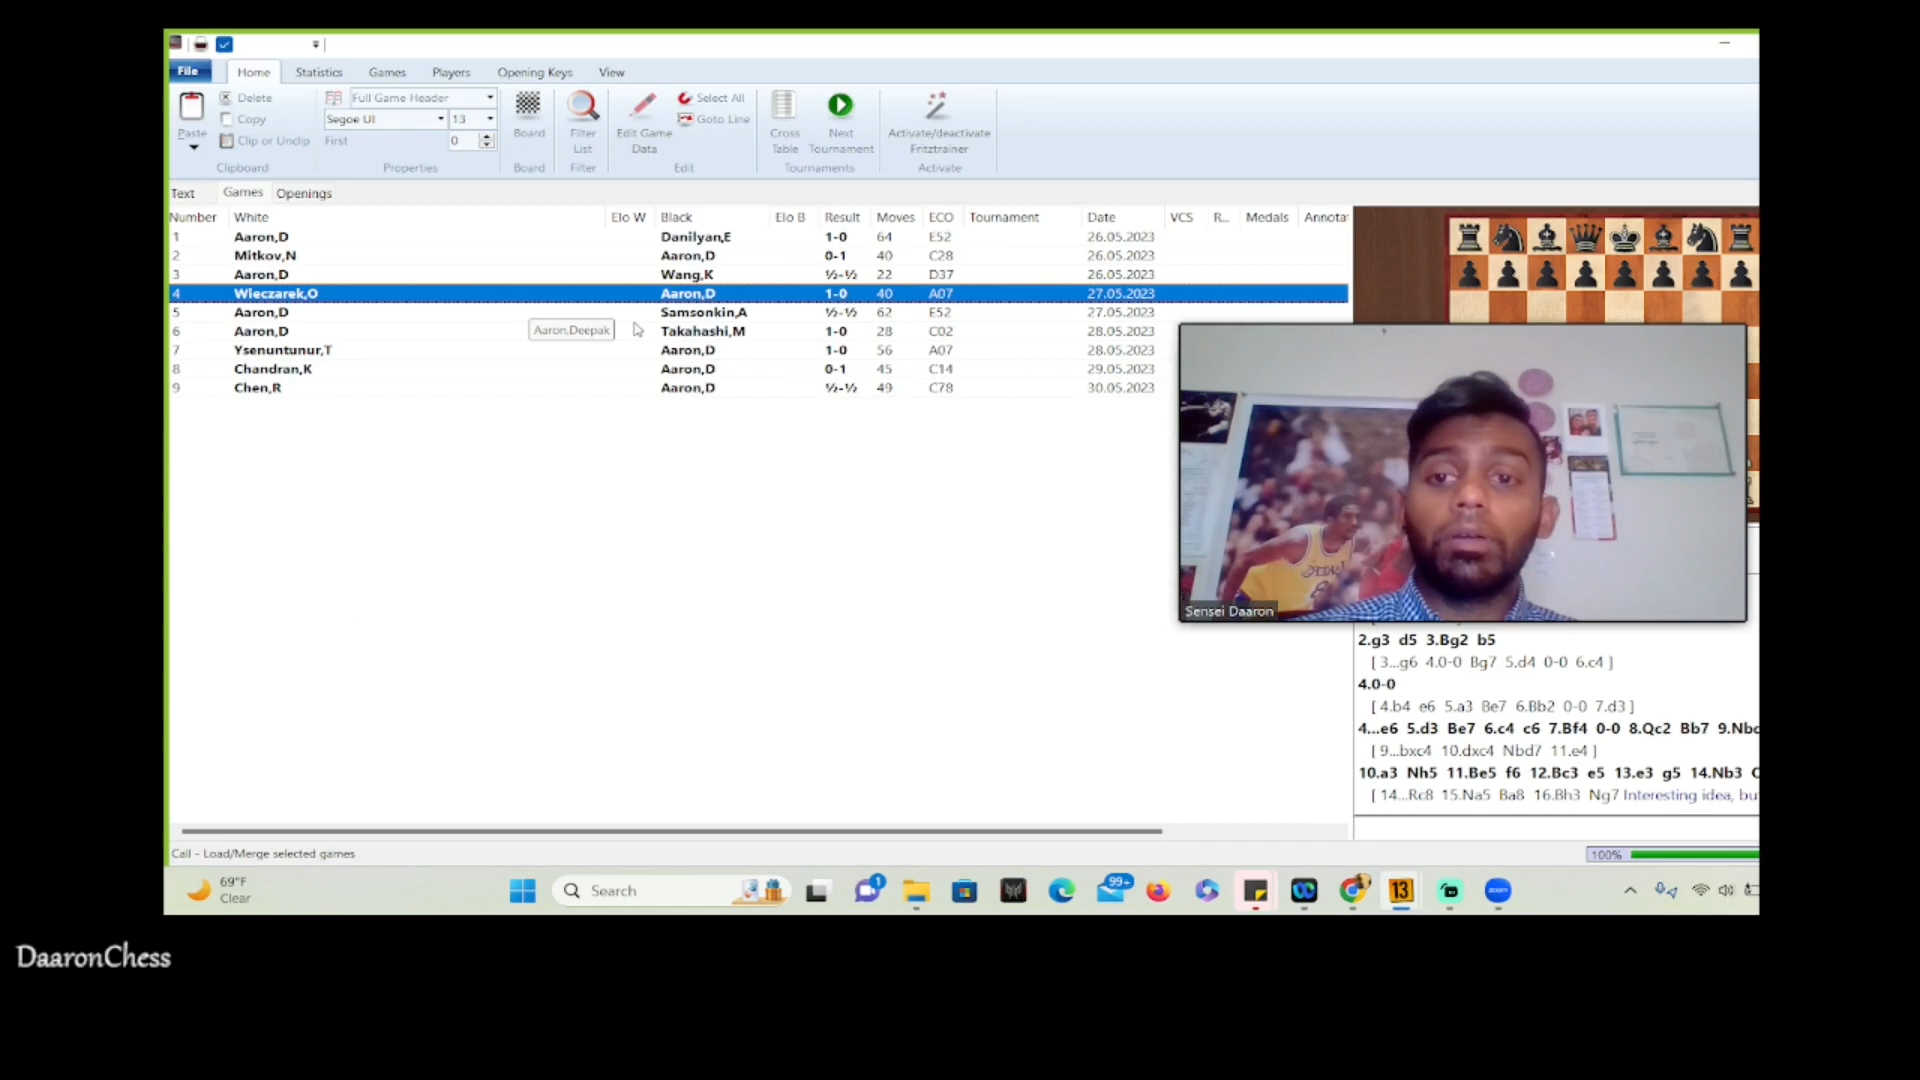 File Home Statistics Games Players Opening Keys View
Paste
Delete
Copy
Clip or Unclip
Clipboard
Full Game Header
Segoe UI 13
First 0
Properties
Board
Board
Filter List
Filter
Edit Game Data
Select All
Goto Line
Edit
Cross Table
Next Tournament
Tournaments
Activate/deactivate Fritztrainer
Activate
Text Games Openings
Number White Elo W Black Elo B Result Moves ECO Tournament Date VCS R... Medals Annotat
1 Aaron,D Danilyan,E 1-0 64 E52 26.05.2023
2 Mitkov,N Aaron,D 0-1 40 C28 26.05.2023
3 Aaron,D Wang,K ½-½ 22 D37 26.05.2023
4 Wieczarek,O Aaron,D 1-0 40 A07 27.05.2023
5 Aaron,D Samsonkin,A ½-½ 62 E52 27.05.2023
6 Aaron,D Takahashi,M 1-0 28 C02 28.05.2023
Aaron,Deepak
7 Ysenuntunur,T Aaron,D 1-0 56 A07 28.05.2023
8 Chandran,K Aaron,D 0-1 45 C14 29.05.2023
9 Chen,R Aaron,D ½-½ 49 C78 30.05.2023
Sensei Daaron
2.g3 d5 3.Bg2 b5
[ 3...g6 4.0-0 Bg7 5.d4 0-0 6.c4 ]
4.0-0
[ 4.b4 e6 5.a3 Be7 6.Bb2 0-0 7.d3 ]
4...e6 5.d3 Be7 6.c4 c6 7.Bf4 0-0 8.Qc2 Bb7 9.Nbd
[ 9...bxc4 10.dxc4 Nbd7 11.e4 ]
10.a3 Nh5 11.Be5 f6 12.Bc3 e5 13.e3 g5 14.Nb3
[ 14...Rc8 15.Na5 Ba8 16.Bh3 Ng7 Interesting idea, bu
Call - Load/Merge selected games
100%
69°F
Clear
Search
1
99+
13
zoom
DaaronChess